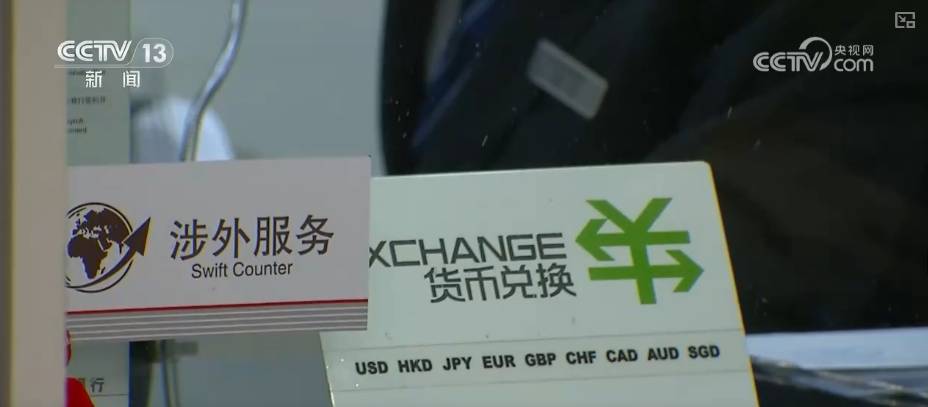 CCTV 13
新闻
央视网
CCTV.com
涉外服务
Swift Counter
XCHANGE
货币兑换
USD HKD JPY EUR GBP CHF CAD AUD SGD
行